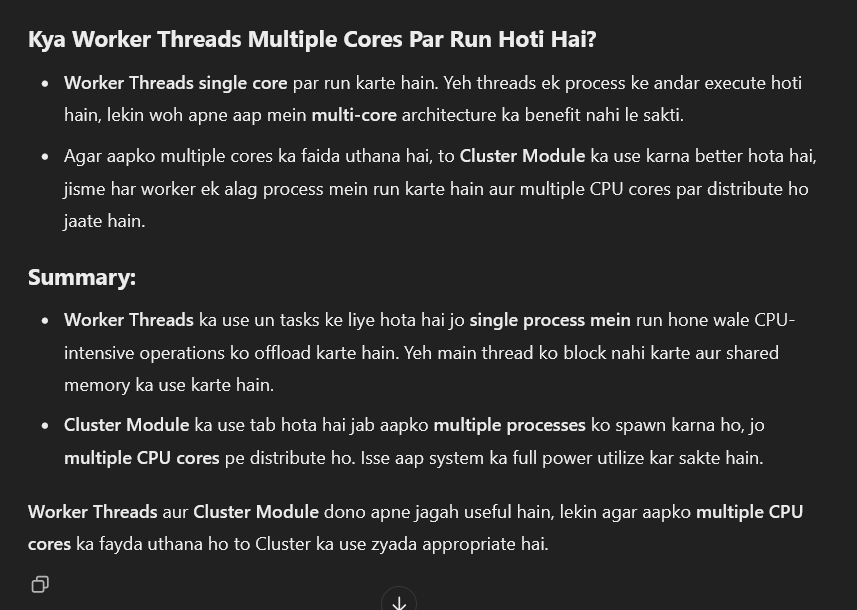 Kya Worker Threads Multiple Cores Par Run Hoti Hai?
• Worker Threads single core par run karte hain. Yeh threads ek process ke andar execute hoti
hain, lekin woh apne aap mein multi-core architecture ka benefit nahi le sakti.
• Agar aapko multiple cores ka faida uthana hai, to Cluster Module ka use karna better hota hai,
jisme har worker ek alag process mein run karte hain aur multiple CPU cores par distribute ho
jaate hain.
Summary:
• Worker Threads ka use un tasks ke liye hota hai jo single process mein run hone wale CPU-
intensive operations ko offload karte hain. Yeh main thread ko block nahi karte aur shared
memory ka use karte hain.
• Cluster Module ka use tab hota hai jab aapko multiple processes ko spawn karna ho, jo
multiple CPU cores pe distribute ho. Isse aap system ka full power utilize kar sakte hain.
Worker Threads aur Cluster Module dono apne jagah useful hain, lekin agar aapko multiple CPU
cores ka fayda uthana ho to Cluster ka use zyada appropriate hai.